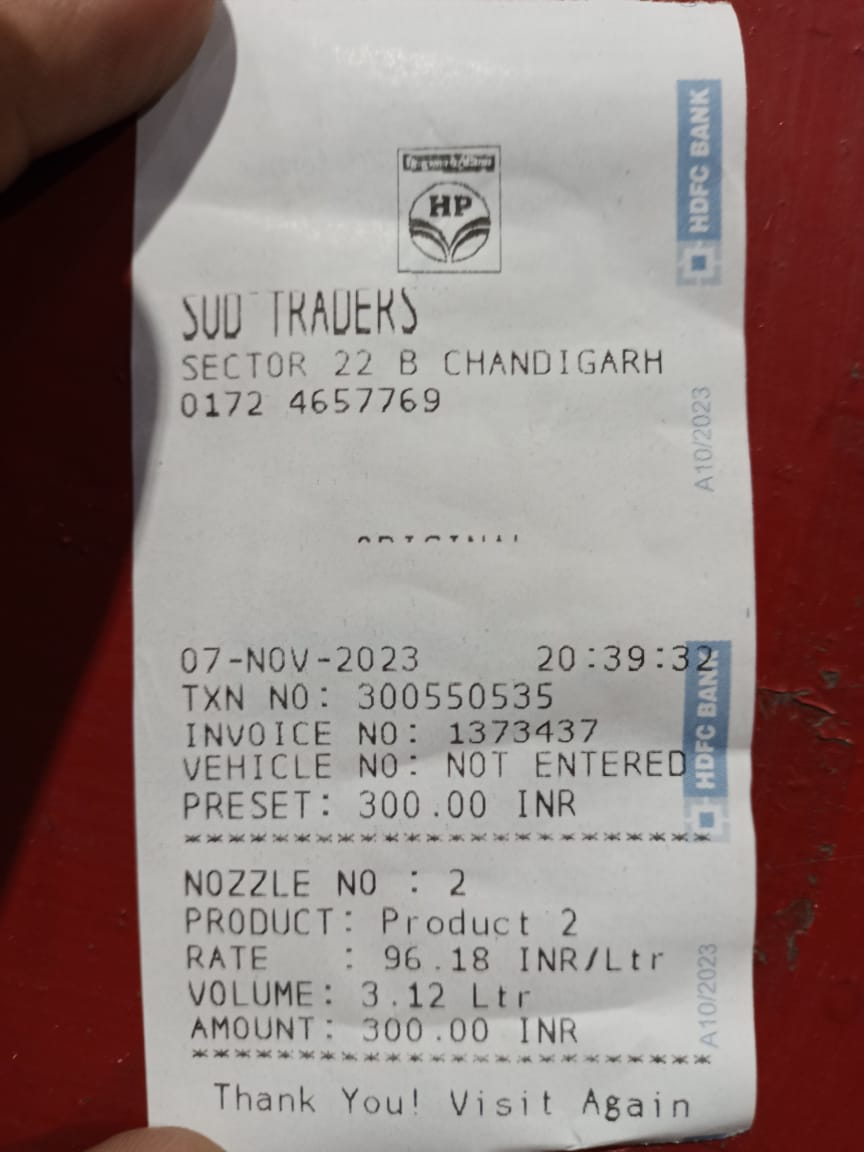 HP
SUD TRADERS
SECTOR 22 B CHANDIGARH
0172 4657769
07-NOV-2023 20:39:32
TXN NO: 300550535
INVOICE NO: 1373437
VEHICLE NO: NOT ENTERED
PRESET: 300.00 INR
************************************
NOZZLE NO : 2
PRODUCT: Product 2
RATE : 96.18 INR/Ltr
VOLUME: 3.12 Ltr
AMOUNT: 300.00 INR
************************************
Thank You! Visit Again
HDFC BANK
A10/2023
HDFC BANK
A10/2023